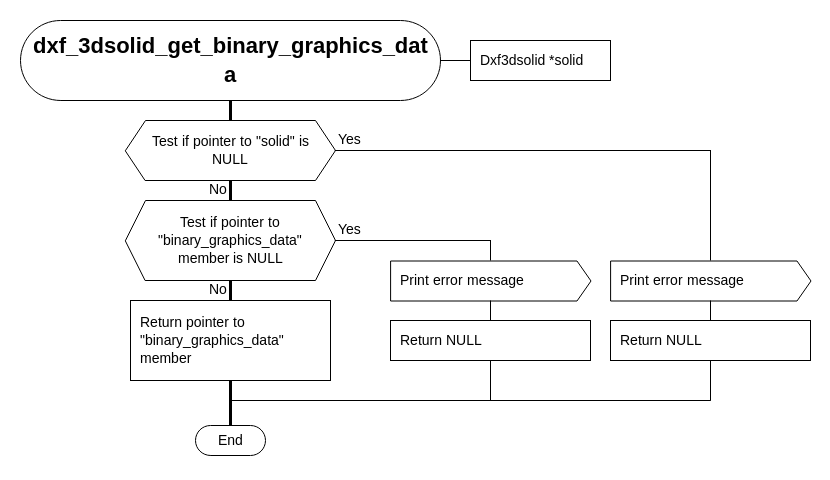 dxf_3dsolid_get_binary_graphics_dat
a
Dxf3dsolid *solid
Test if pointer to "solid" is
NULL
Yes
No
Test if pointer to
"binary_graphics_data"
member is NULL
Yes
Print error message
Print error message
No
Return pointer to
"binary_graphics_data"
member
Return NULL
Return NULL
End